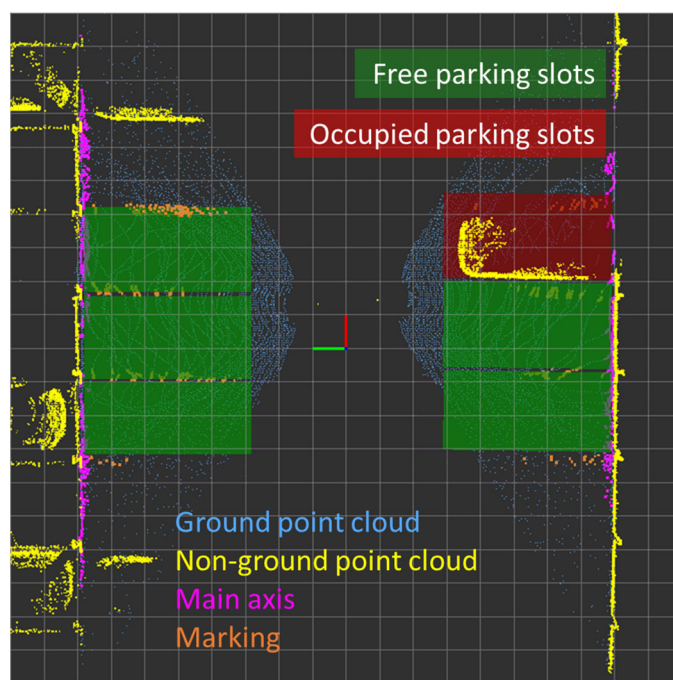 Free parking slots
Occupied parking slots
Ground point cloud
Non-ground point cloud
Main axis
Marking